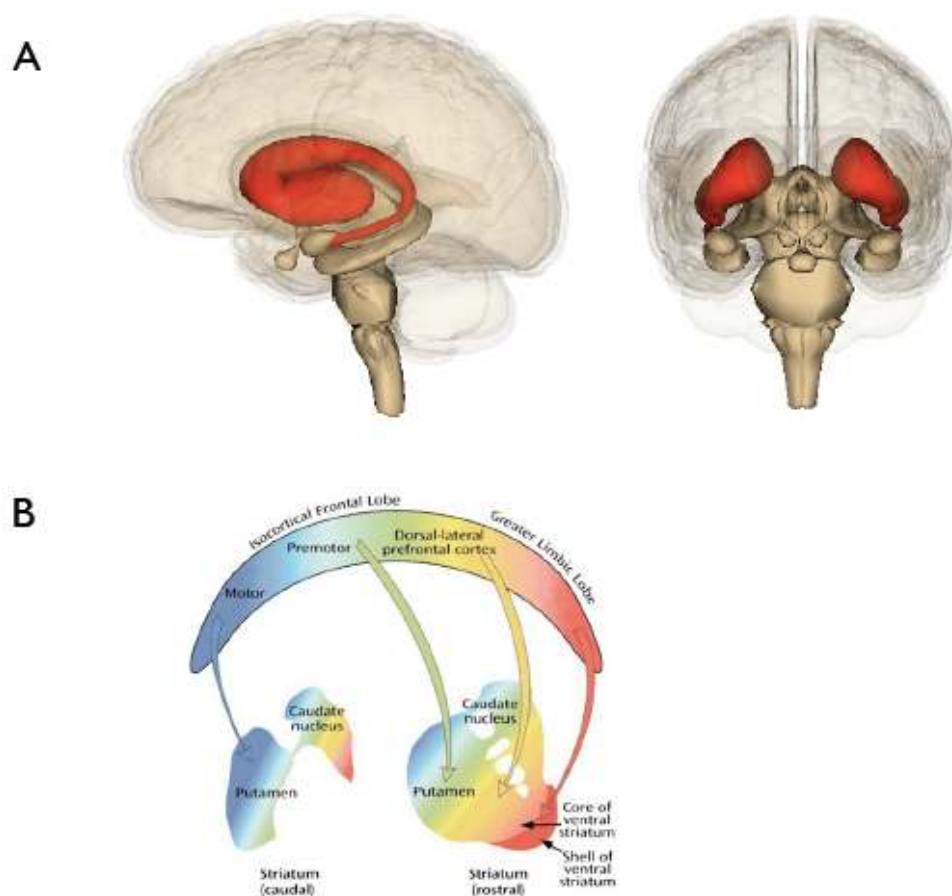 A
B
Isocortical Frontal Lobe
Greater Limbic Lobe
Motor
Premotor
Dorsal-lateral
prefrontal cortex
Caudate
nucleus
Putamen
Caudate
nucleus
Putamen
Core of
ventral
striatum
Shell of
ventral
striatum
Striatum
(caudal)
Striatum
(rostral)